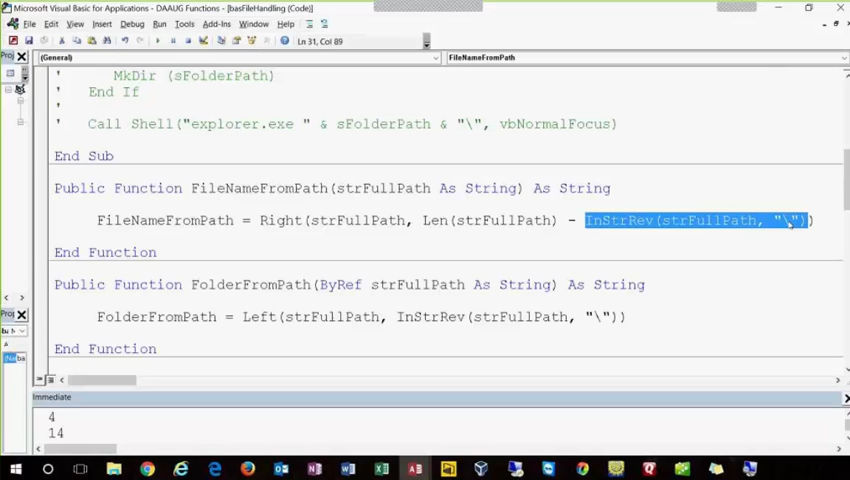 Microsoft Visual Basic for Applications - DAAUG Functions - [basFileHandling (Code)]
File Edit View Insert Debug Run Tools Add-Ins Window Help
Ln 31, Col 89
Proj
(General)
FileNameFromPath
' MkDir (sFolderPath)
' End If
'
' Call Shell("explorer.exe " & sFolderPath & "\", vbNormalFocus)
End Sub
Public Function FileNameFromPath(strFullPath As String) As String
FileNameFromPath = Right(strFullPath, Len(strFullPath) - InStrRev(strFullPath, "\"))
End Function
Public Function FolderFromPath(ByRef strFullPath As String) As String
FolderFromPath = Left(strFullPath, InStrRev(strFullPath, "\"))
End Function
Immediate
4
14